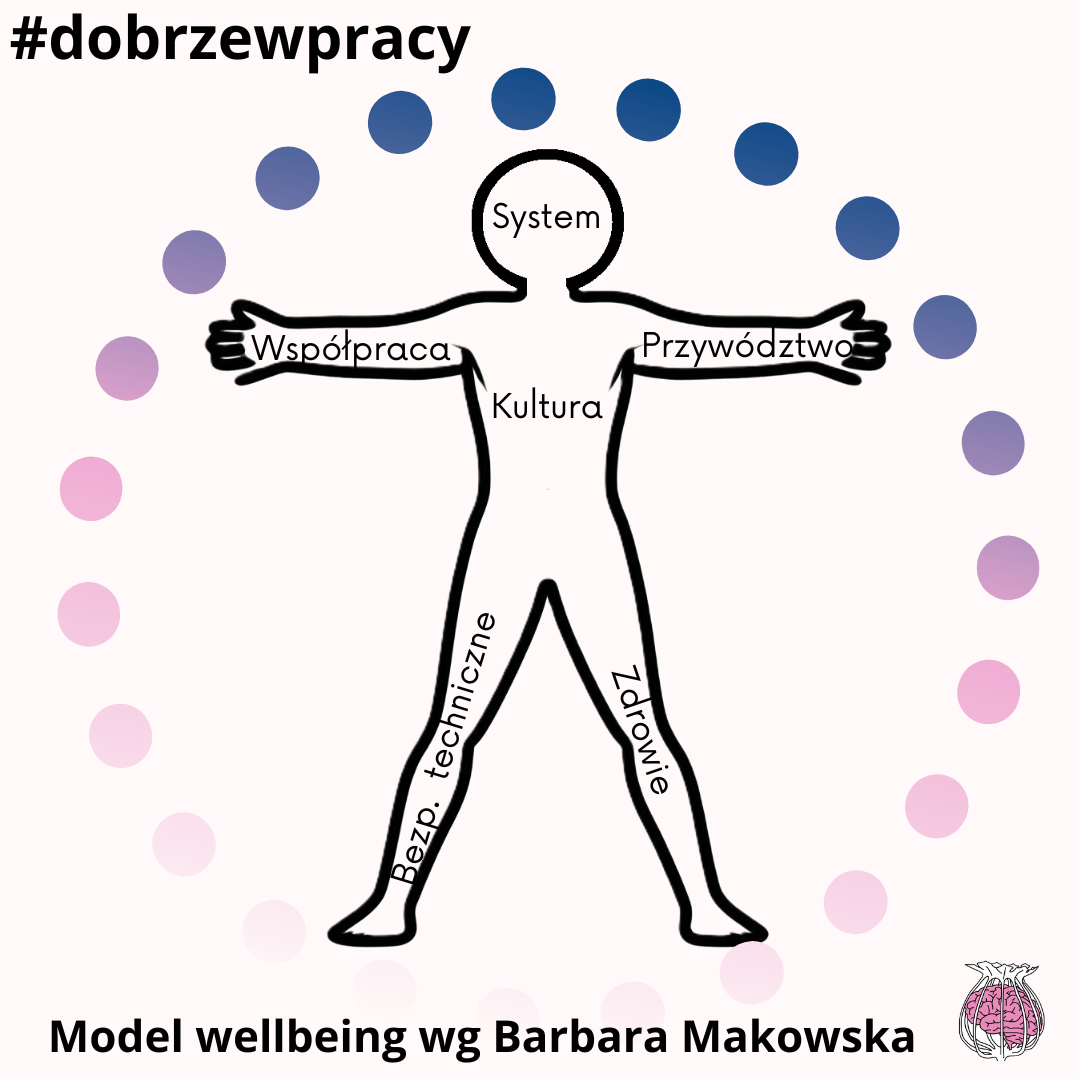 #dobrzewpracy
System
Współpraca
Przywództwo
Kultura
Bezp. techniczne
Zdrowie
Model wellbeing wg Barbara Makowska